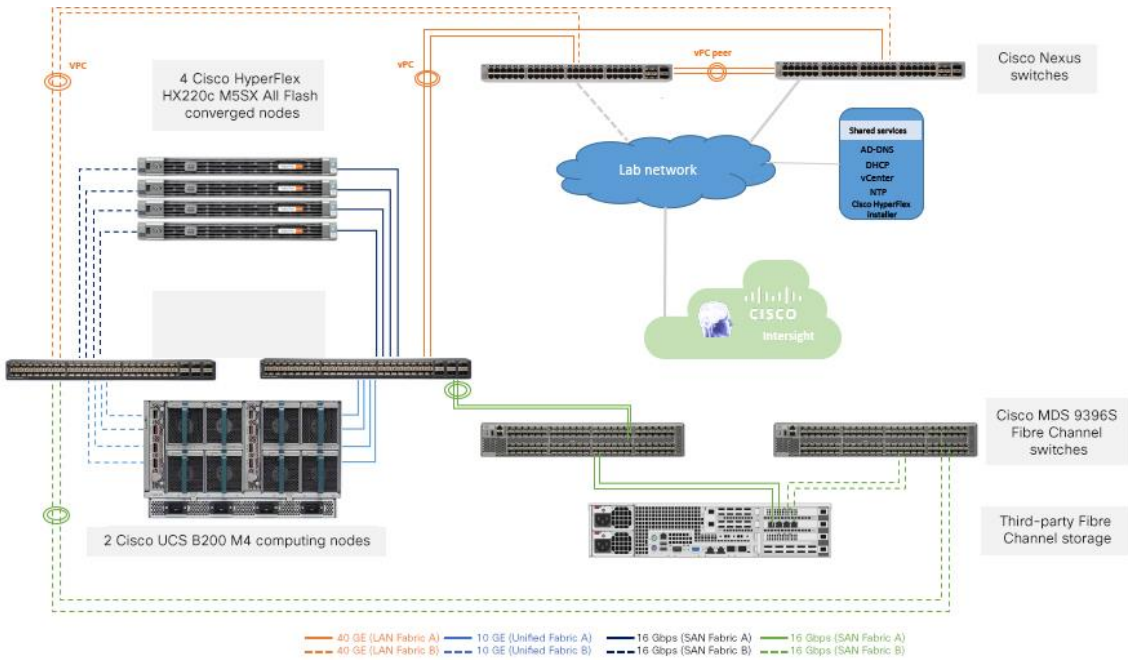 VPC
vPC
vPC peer
Cisco Nexus
switches
4 Cisco HyperFlex
HX220c M5SX All Flash
converged nodes
Lab network
Shared services
AD-DNS
DHCP
vCenter
NTP
Cisco HyperFlex
installer
CISCO
Intersight
Cisco MDS 9396S
Fibre Channel
switches
2 Cisco UCS B200 M4 computing nodes
Third-party Fibre
Channel storage
40 GE (LAN Fabric A) 10 GE (Unified Fabric A) 16 Gbps (SAN Fabric A) 16 Gbps (SAN Fabric A)
40 GE (LAN Fabric B) 10 GE (Unified Fabric B) 16 Gbps (SAN Fabric B) 16 Gbps (SAN Fabric B)